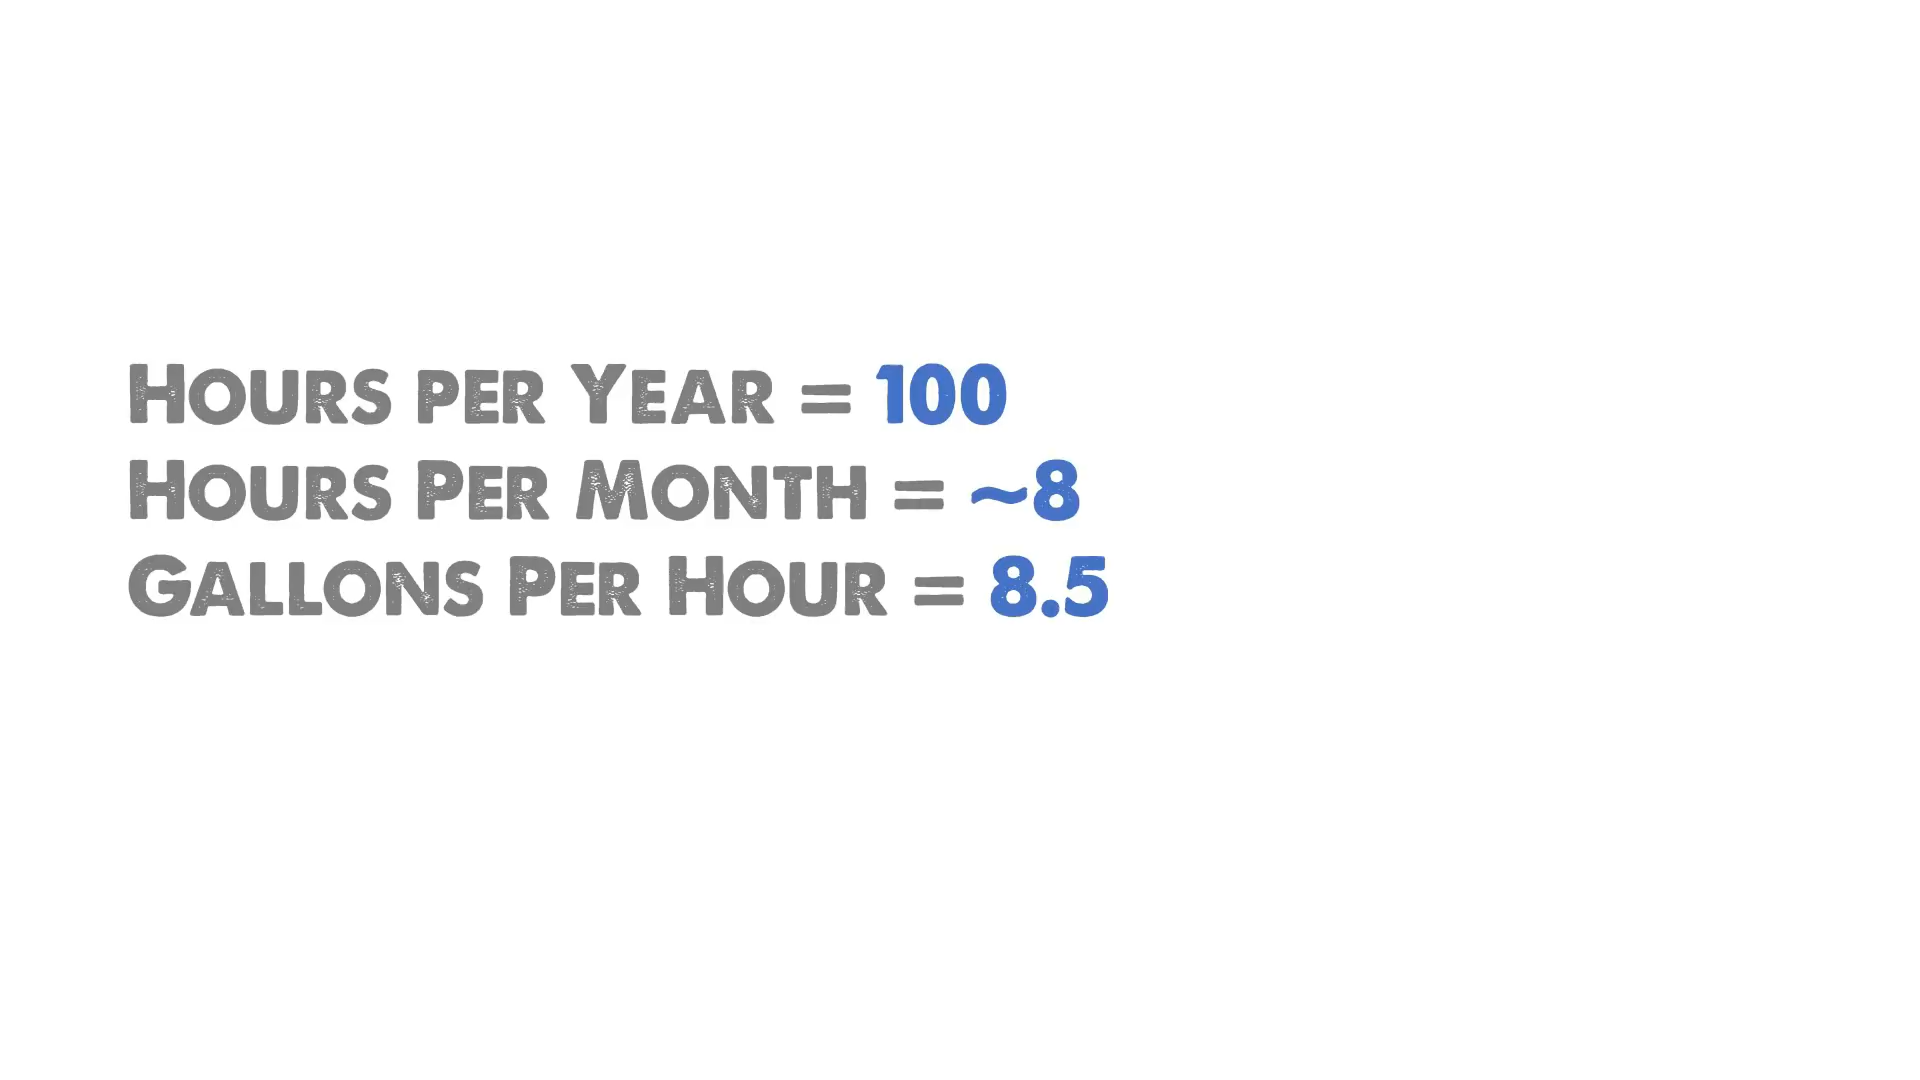 Hours per Year = 100
Hours Per Month = ~8
Gallons Per Hour = 8.5